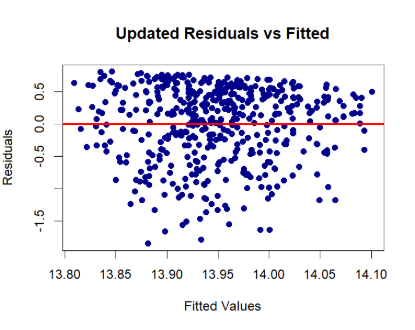 Updated Residuals vs Fitted
Residuals
0.5
0.0
-0.5
-1.5
13.80 13.85 13.90 13.95 14.00 14.05 14.10
Fitted Values